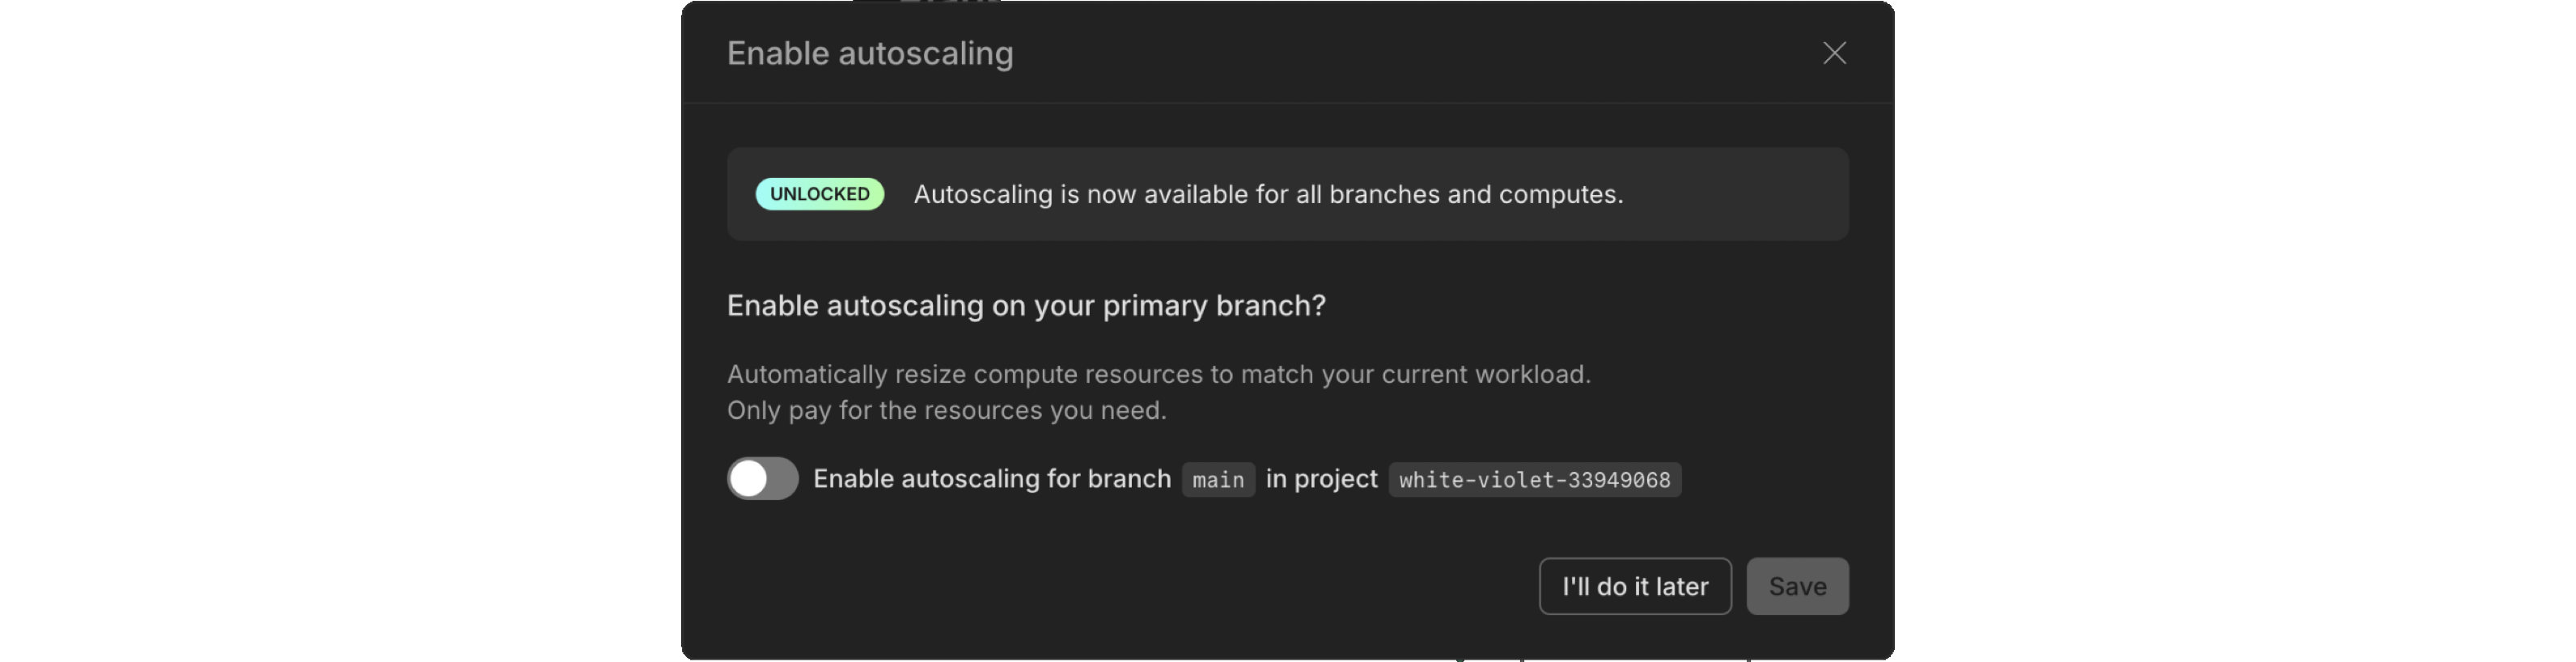 Enable autoscaling
UNLOCKED Autoscaling is now available for all branches and computes.
Enable autoscaling on your primary branch?
Automatically resize compute resources to match your current workload.
Only pay for the resources you need.
Enable autoscaling for branch main in project white-violet-33949068
I'll do it later Save